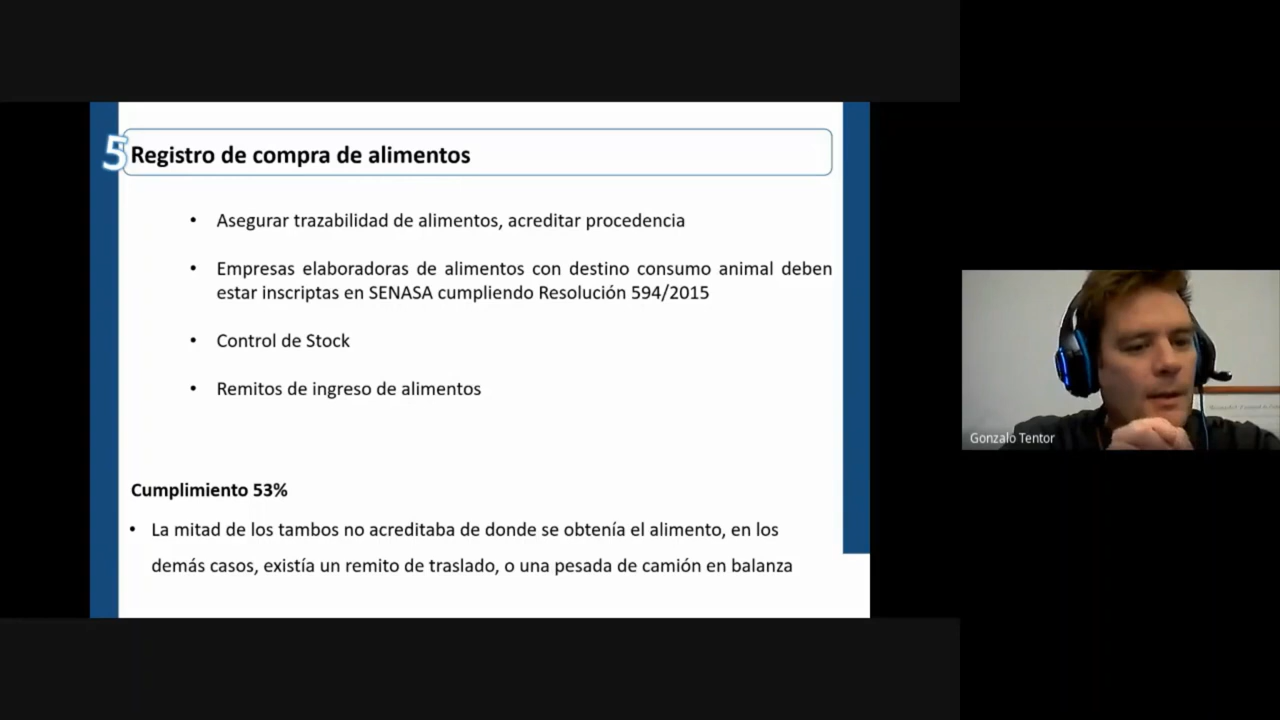 5
Registro de compra de alimentos
• Asegurar trazabilidad de alimentos, acreditar procedencia
• Empresas elaboradoras de alimentos con destino consumo animal deben
estar inscriptas en SENASA cumpliendo Resolución 594/2015
• Control de Stock
• Remitos de ingreso de alimentos
Cumplimiento 53%
• La mitad de los tambos no acreditaba de donde se obtenía el alimento, en los
demás casos, existía un remito de traslado, o una pesada de camión en balanza
Gonzalo Tentor